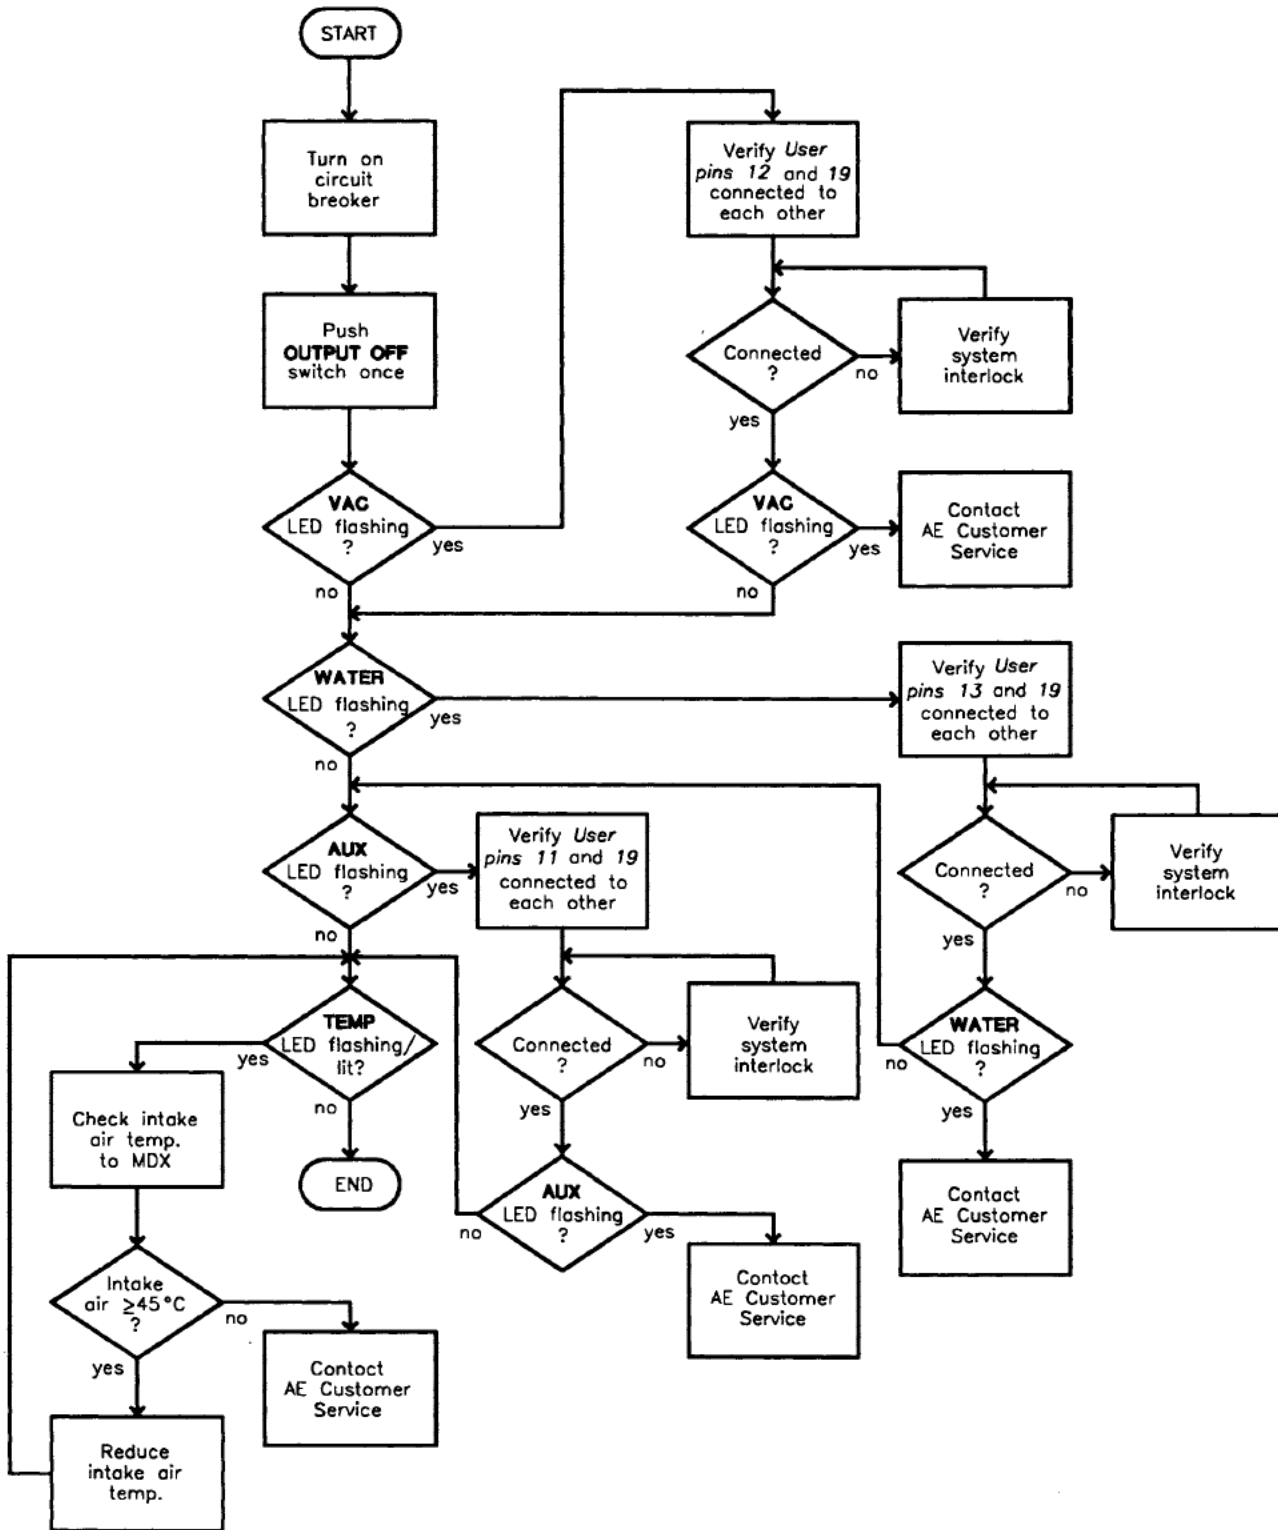 START
Turn on
circuit
breaker
Push
OUTPUT OFF
switch once
VAC
LED flashing
?
yes
no
Verify User
pins 12 and 19
connected to
each other
Connected
?
no
yes
Verify
system
interlock
VAC
LED flashing
?
yes
no
Contact
AE Customer
Service
WATER
LED flashing
?
yes
no
Verify User
pins 13 and 19
connected to
each other
Connected
?
no
yes
Verify
system
interlock
WATER
LED flashing
?
no
yes
Contact
AE Customer
Service
AUX
LED flashing
?
yes
no
Verify User
pins 11 and 19
connected to
each other
Connected
?
no
yes
Verify
system
interlock
AUX
LED flashing
?
no
yes
Contact
AE Customer
Service
TEMP
LED flashing/
lit?
yes
no
END
Check intake
air temp.
to MDX
Intake
air ≥45°C
?
no
yes
Contact
AE Customer
Service
Reduce
intake air
temp.